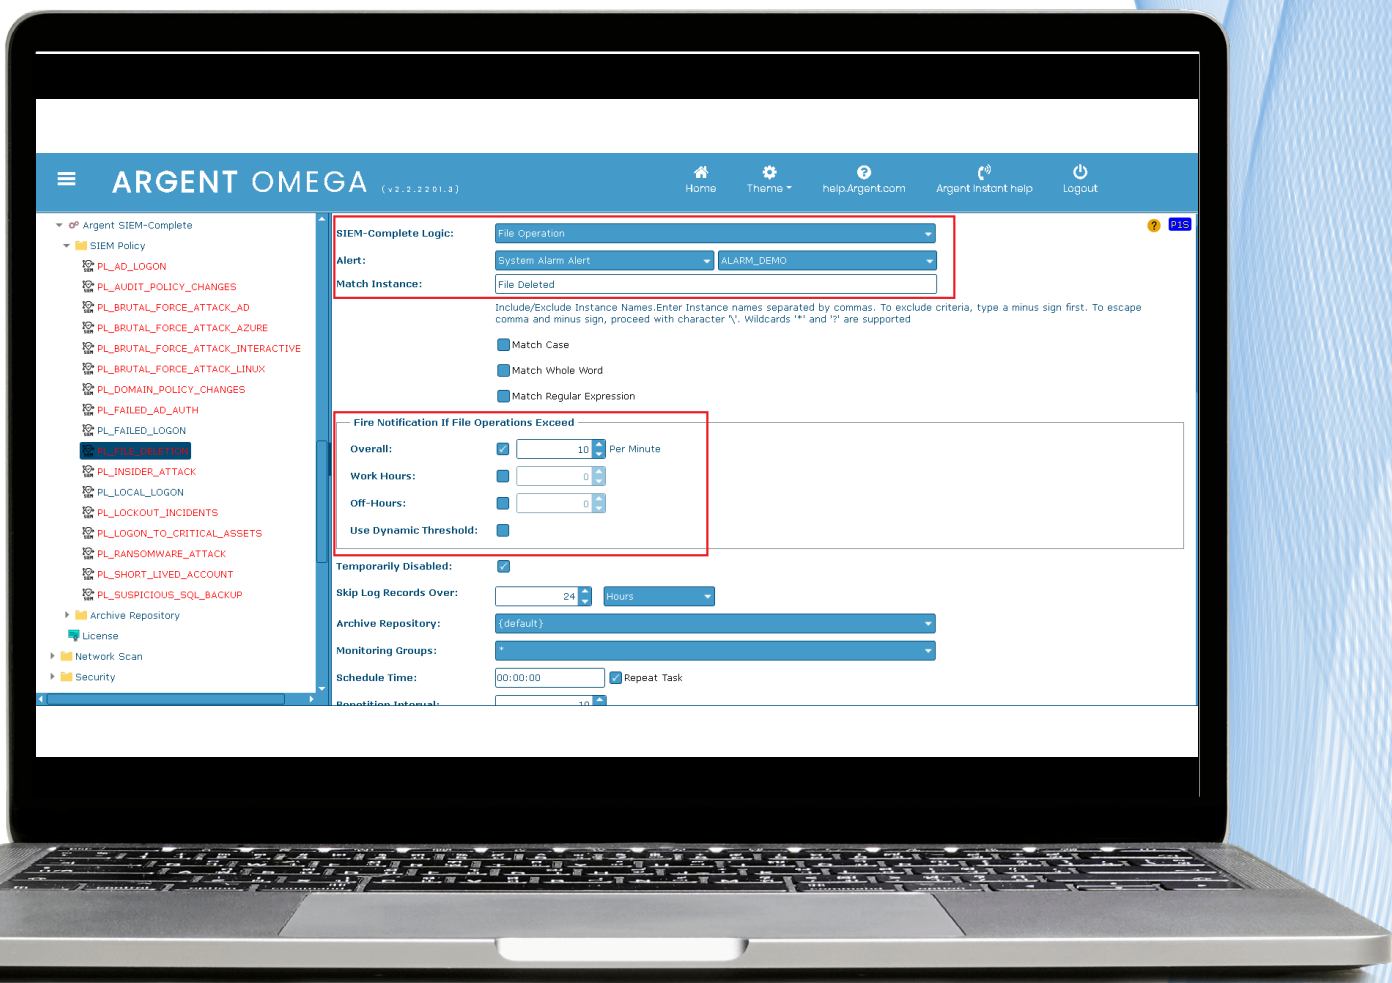 ARGENT OMEGA (v2.2.2201.3)
Home
Theme
help.Argent.com
Argent Instant help
Logout
Argent SIEM-Complete
SIEM Policy
PL_AD_LOGON
PL_AUDIT_POLICY_CHANGES
PL_BRUTAL_FORCE_ATTACK_AD
PL_BRUTAL_FORCE_ATTACK_AZURE
PL_BRUTAL_FORCE_ATTACK_INTERACTIVE
PL_BRUTAL_FORCE_ATTACK_LINUX
PL_DOMAIN_POLICY_CHANGES
PL_FAILED_AD_AUTH
PL_FAILED_LOGON
PL_FILE_DELETION
PL_INSIDER_ATTACK
PL_LOCAL_LOGON
PL_LOCKOUT_INCIDENTS
PL_LOGON_TO_CRITICAL_ASSETS
PL_RANSOMWARE_ATTACK
PL_SHORT_LIVED_ACCOUNT
PL_SUSPICIOUS_SQL_BACKUP
Archive Repository
License
Network Scan
Security
P1S
SIEM-Complete Logic: File Operation
Alert: System Alarm Alert ALARM_DEMO
Match Instance: File Deleted
Include/Exclude Instance Names.Enter Instance names separated by commas. To exclude criteria, type a minus sign first. To escape
comma and minus sign, proceed with character '\'. Wildcards '*' and '?' are supported
Match Case
Match Whole Word
Match Regular Expression
Fire Notification If File Operations Exceed
Overall: 10 Per Minute
Work Hours: 0
Off-Hours: 0
Use Dynamic Threshold:
Temporarily Disabled:
Skip Log Records Over: 24 Hours
Archive Repository: {default}
Monitoring Groups: *
Schedule Time: 00:00:00 Repeat Task
Repetition Interval: 10